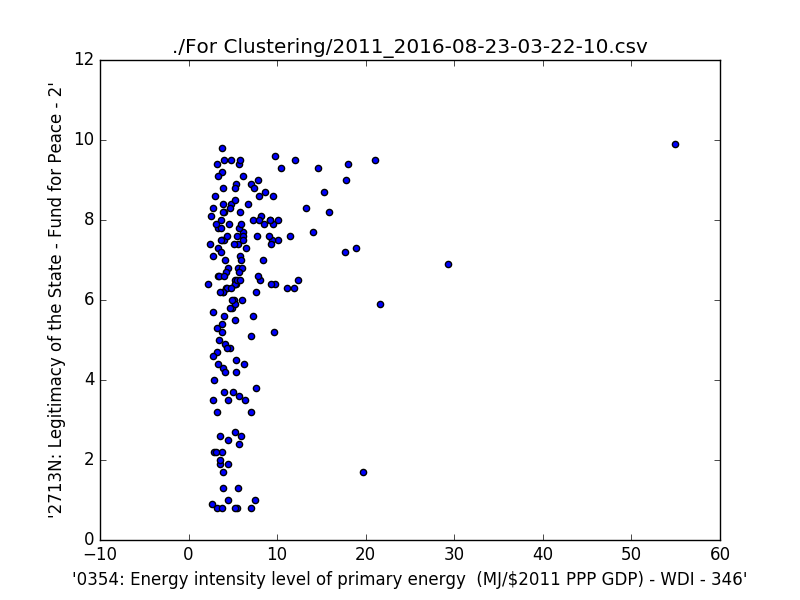 ./For Clustering/2011_2016-08-23-03-22-10.csv
12
10
8
6
4
2
0
'2713N: Legitimacy of the State - Fund for Peace - 2'
−10 0 10 20 30 40 50 60
'0354: Energy intensity level of primary energy  (MJ/$2011 PPP GDP) - WDI - 346'